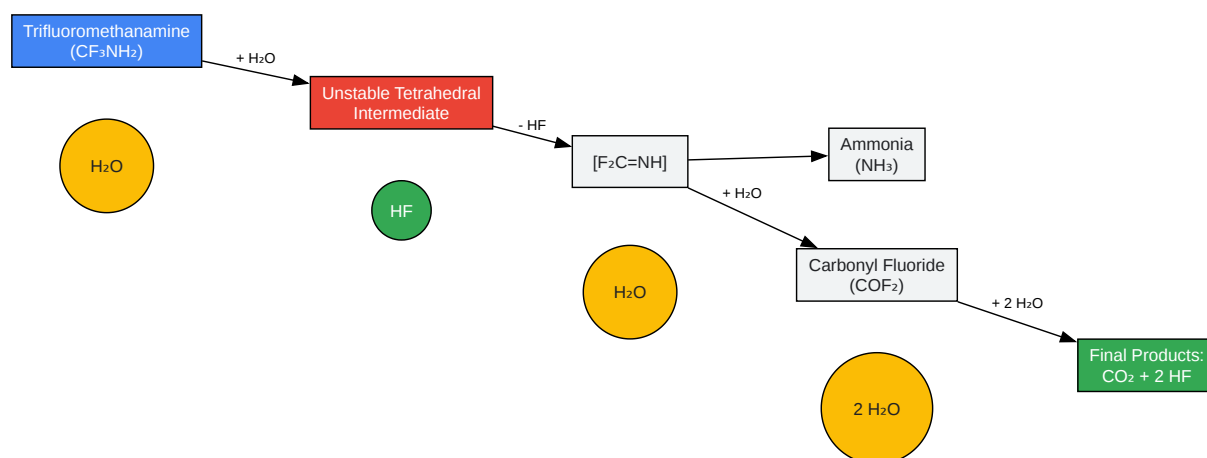 Trifluoromethanamine
(CF₃NH₂)
+ H₂O
Unstable Tetrahedral
Intermediate
- HF
[F₂C=NH]
Ammonia
(NH₃)
H₂O
HF
+ H₂O
Carbonyl Fluoride
(COF₂)
H₂O
+ 2 H₂O
Final Products:
CO₂ + 2 HF
2 H₂O